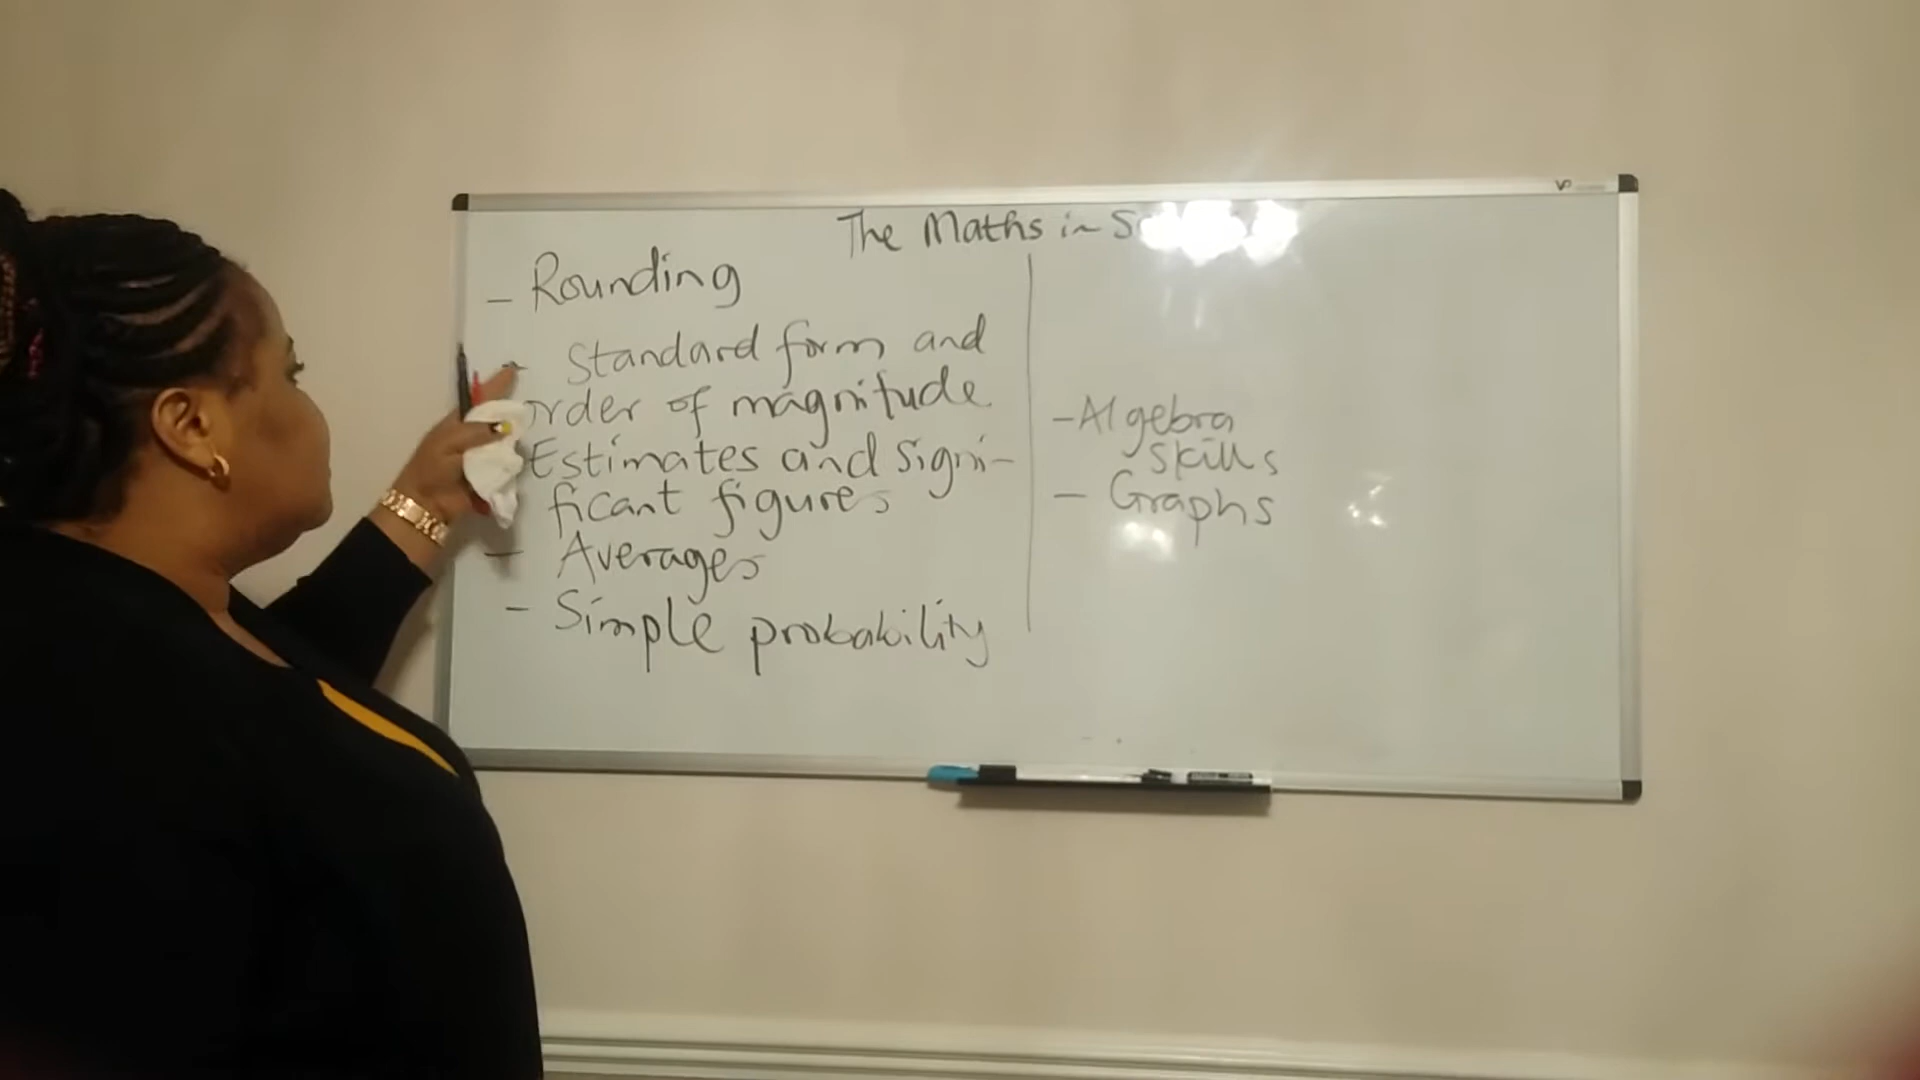 The Maths in
- Rounding
- Standard form and
order of magnitude
Estimates and Signi-
ficant figures
- Averages
- Simple probability
- Algebra
skills
- Graphs